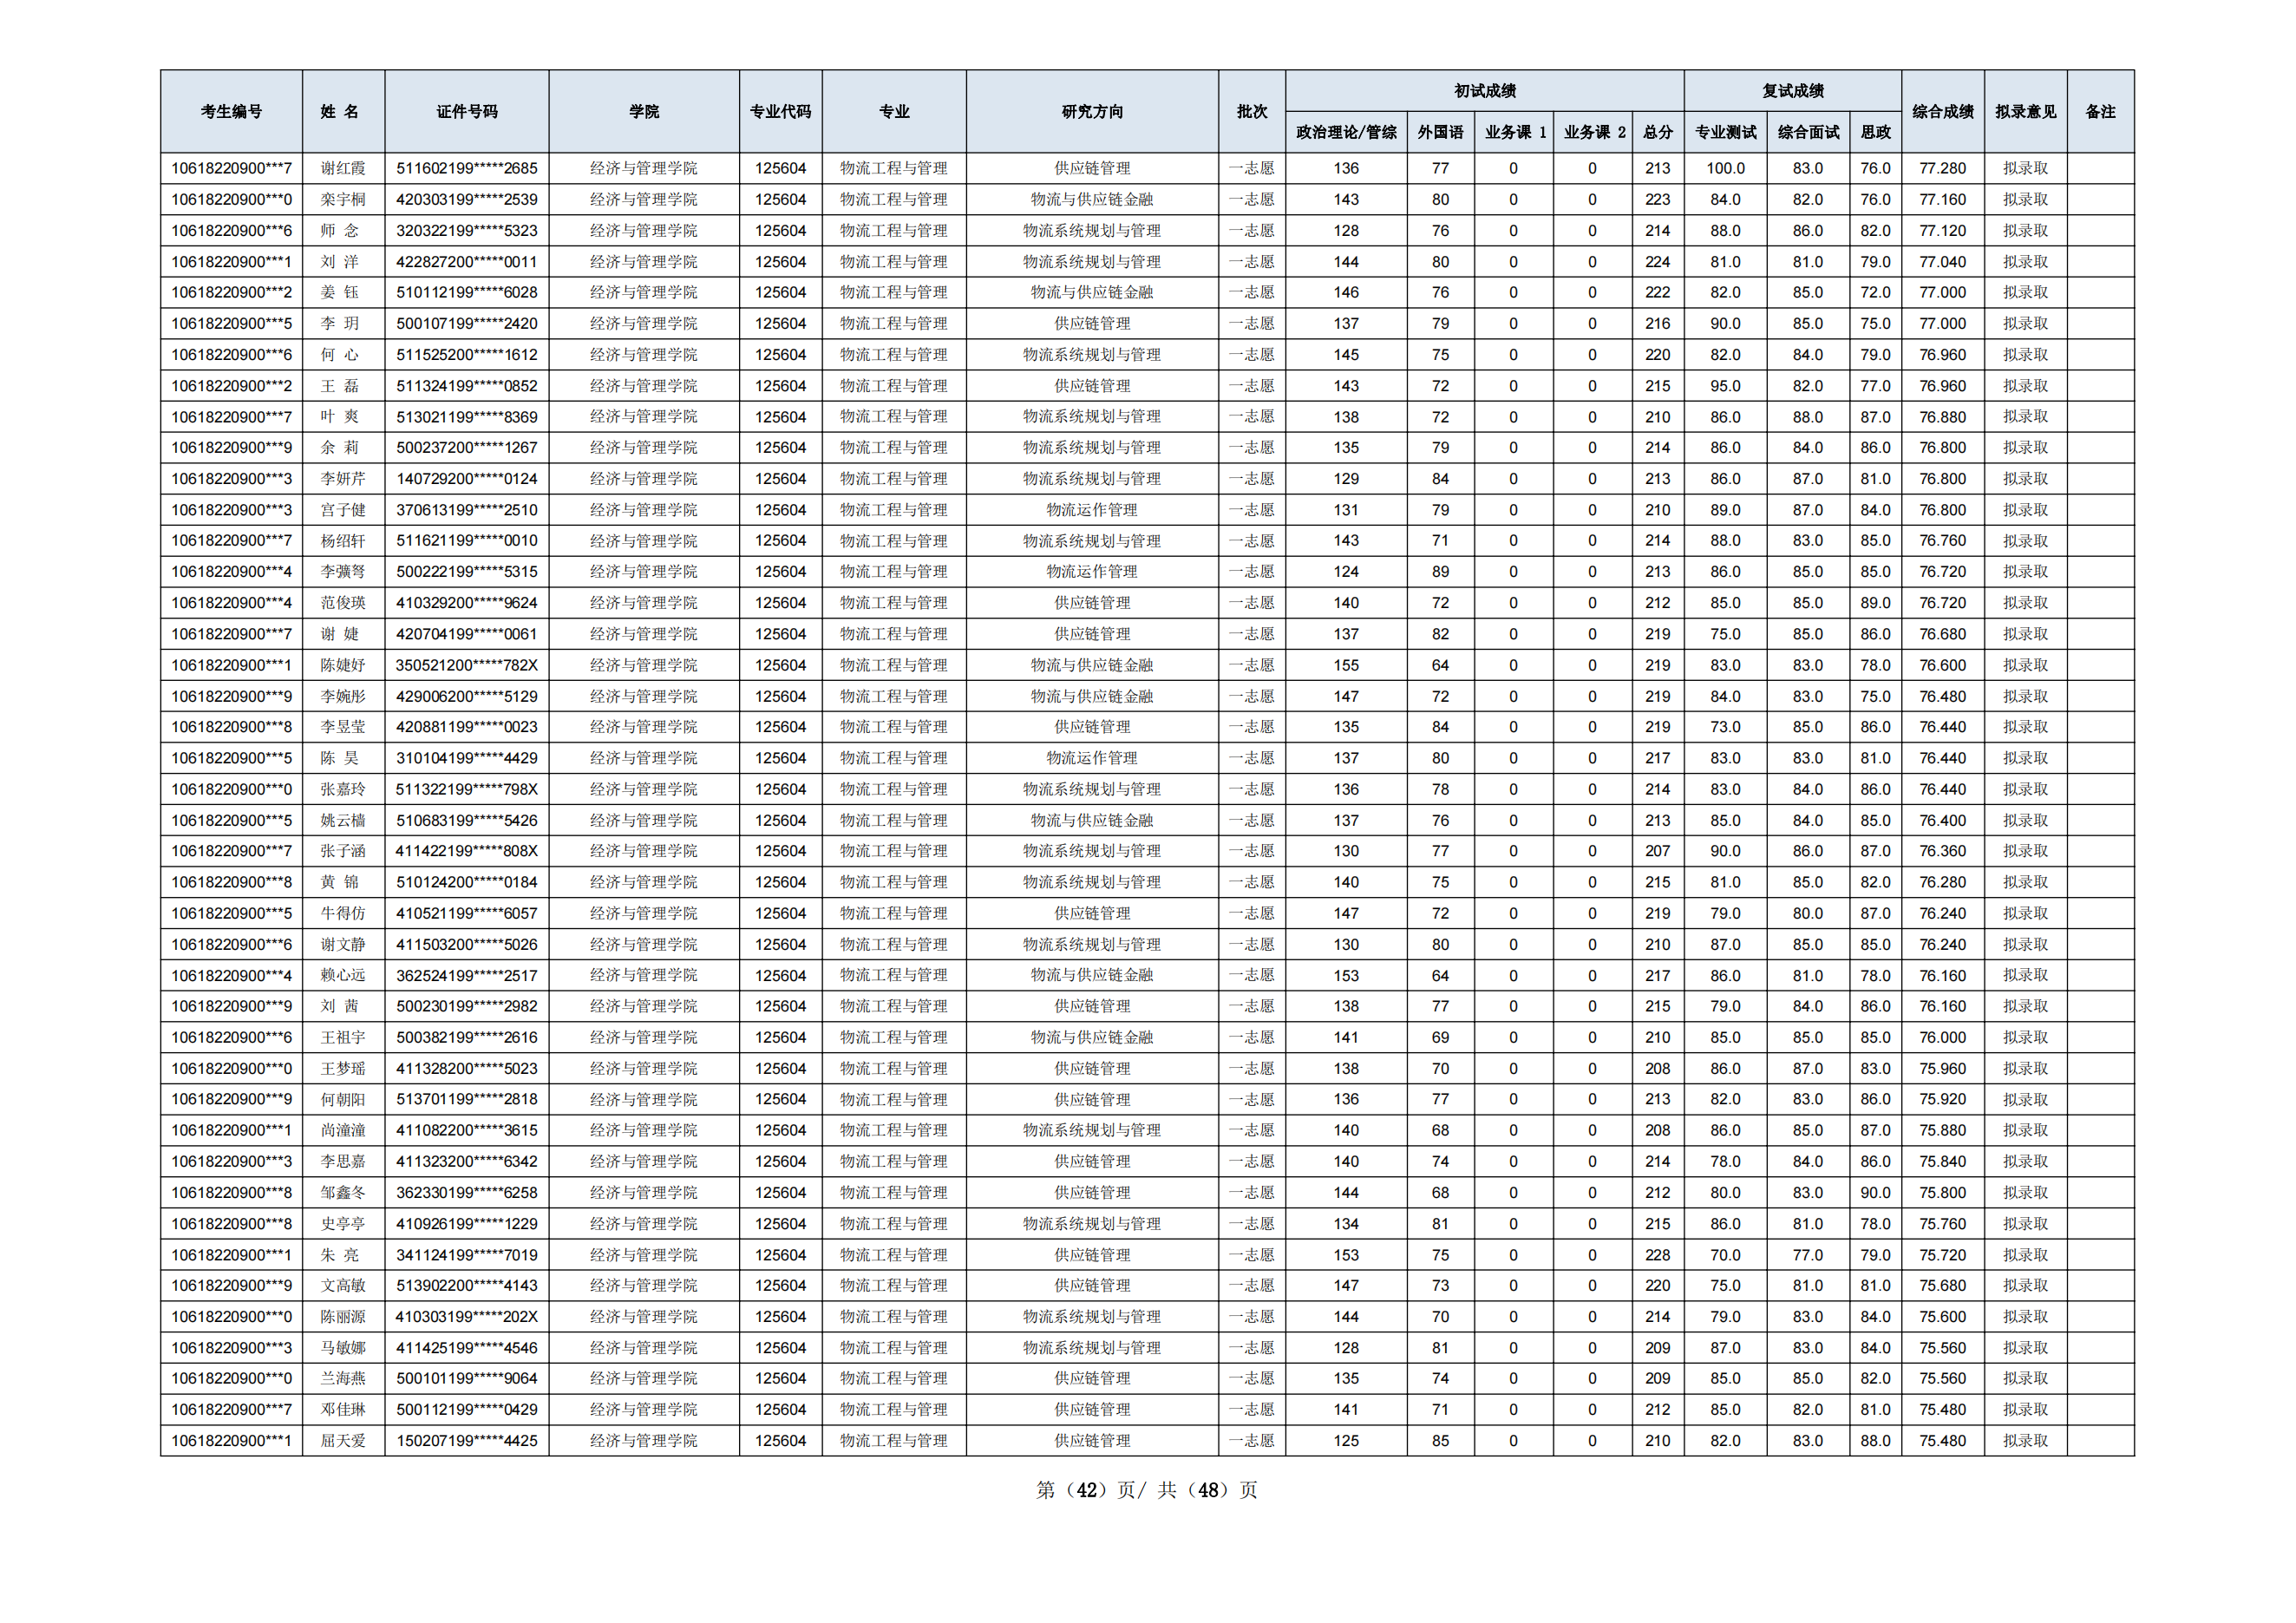 考生编号 姓 名 证件号码 学院 专业代码 专业 研究方向 批次 初试成绩 复试成绩 综合成绩 拟录意见 备注
政治理论/管综 外国语 业务课 1 业务课 2 总分 专业测试 综合面试 思政
10618220900***7 谢红霞 511602199*****2685 经济与管理学院 125604 物流工程与管理 供应链管理 一志愿 136 77 0 0 213 100.0 83.0 76.0 77.280 拟录取
10618220900***0 栾宇桐 420303199*****2539 经济与管理学院 125604 物流工程与管理 物流与供应链金融 一志愿 143 80 0 0 223 84.0 82.0 76.0 77.160 拟录取
10618220900***6 师 念 320322199*****5323 经济与管理学院 125604 物流工程与管理 物流系统规划与管理 一志愿 128 76 0 0 214 88.0 86.0 82.0 77.120 拟录取
10618220900***1 刘 洋 422827200*****0011 经济与管理学院 125604 物流工程与管理 物流系统规划与管理 一志愿 144 80 0 0 224 81.0 81.0 79.0 77.040 拟录取
10618220900***2 姜 钰 510112199*****6028 经济与管理学院 125604 物流工程与管理 物流与供应链金融 一志愿 146 76 0 0 222 82.0 85.0 72.0 77.000 拟录取
10618220900***5 李 玥 500107199*****2420 经济与管理学院 125604 物流工程与管理 供应链管理 一志愿 137 79 0 0 216 90.0 85.0 75.0 77.000 拟录取
10618220900***6 何 心 511525200*****1612 经济与管理学院 125604 物流工程与管理 物流系统规划与管理 一志愿 145 75 0 0 220 82.0 84.0 79.0 76.960 拟录取
10618220900***2 王 磊 511324199*****0852 经济与管理学院 125604 物流工程与管理 供应链管理 一志愿 143 72 0 0 215 95.0 82.0 77.0 76.960 拟录取
10618220900***7 叶 爽 513021199*****8369 经济与管理学院 125604 物流工程与管理 物流系统规划与管理 一志愿 138 72 0 0 210 86.0 88.0 87.0 76.880 拟录取
10618220900***9 余 莉 500237200*****1267 经济与管理学院 125604 物流工程与管理 物流系统规划与管理 一志愿 135 79 0 0 214 86.0 84.0 86.0 76.800 拟录取
10618220900***3 李妍芹 140729200*****0124 经济与管理学院 125604 物流工程与管理 物流系统规划与管理 一志愿 129 84 0 0 213 86.0 87.0 81.0 76.800 拟录取
10618220900***3 宫子健 370613199*****2510 经济与管理学院 125604 物流工程与管理 物流运作管理 一志愿 131 79 0 0 210 89.0 87.0 84.0 76.800 拟录取
10618220900***7 杨绍轩 511621199*****0010 经济与管理学院 125604 物流工程与管理 物流系统规划与管理 一志愿 143 71 0 0 214 88.0 83.0 85.0 76.760 拟录取
10618220900***4 李彍弩 500222199*****5315 经济与管理学院 125604 物流工程与管理 物流运作管理 一志愿 124 89 0 0 213 86.0 85.0 85.0 76.720 拟录取
10618220900***4 范俊瑛 410329200*****9624 经济与管理学院 125604 物流工程与管理 供应链管理 一志愿 140 72 0 0 212 85.0 85.0 89.0 76.720 拟录取
10618220900***7 谢 婕 420704199*****0061 经济与管理学院 125604 物流工程与管理 供应链管理 一志愿 137 82 0 0 219 75.0 85.0 86.0 76.680 拟录取
10618220900***1 陈婕妤 350521200*****782X 经济与管理学院 125604 物流工程与管理 物流与供应链金融 一志愿 155 64 0 0 219 83.0 83.0 78.0 76.600 拟录取
10618220900***9 李婉彤 429006200*****5129 经济与管理学院 125604 物流工程与管理 物流与供应链金融 一志愿 147 72 0 0 219 84.0 83.0 75.0 76.480 拟录取
10618220900***8 李昱莹 420881199*****0023 经济与管理学院 125604 物流工程与管理 供应链管理 一志愿 135 84 0 0 219 73.0 85.0 86.0 76.440 拟录取
10618220900***5 陈 昊 310104199*****4429 经济与管理学院 125604 物流工程与管理 物流运作管理 一志愿 137 80 0 0 217 83.0 83.0 81.0 76.440 拟录取
10618220900***0 张嘉玲 511322199*****798X 经济与管理学院 125604 物流工程与管理 物流系统规划与管理 一志愿 136 78 0 0 214 83.0 84.0 86.0 76.440 拟录取
10618220900***5 姚云樯 510683199*****5426 经济与管理学院 125604 物流工程与管理 物流与供应链金融 一志愿 137 76 0 0 213 85.0 84.0 85.0 76.400 拟录取
10618220900***7 张子涵 411422199*****808X 经济与管理学院 125604 物流工程与管理 物流系统规划与管理 一志愿 130 77 0 0 207 90.0 86.0 87.0 76.360 拟录取
10618220900***8 黄 锦 510124200*****0184 经济与管理学院 125604 物流工程与管理 物流系统规划与管理 一志愿 140 75 0 0 215 81.0 85.0 82.0 76.280 拟录取
10618220900***5 牛得仿 410521199*****6057 经济与管理学院 125604 物流工程与管理 供应链管理 一志愿 147 72 0 0 219 79.0 80.0 87.0 76.240 拟录取
10618220900***6 谢文静 411503200*****5026 经济与管理学院 125604 物流工程与管理 物流系统规划与管理 一志愿 130 80 0 0 210 87.0 85.0 85.0 76.240 拟录取
10618220900***4 赖心远 362524199*****2517 经济与管理学院 125604 物流工程与管理 物流与供应链金融 一志愿 153 64 0 0 217 86.0 81.0 78.0 76.160 拟录取
10618220900***9 刘 茜 500230199*****2982 经济与管理学院 125604 物流工程与管理 供应链管理 一志愿 138 77 0 0 215 79.0 84.0 86.0 76.160 拟录取
10618220900***6 王祖宇 500382199*****2616 经济与管理学院 125604 物流工程与管理 物流与供应链金融 一志愿 141 69 0 0 210 85.0 85.0 85.0 76.000 拟录取
10618220900***0 王梦瑶 411328200*****5023 经济与管理学院 125604 物流工程与管理 供应链管理 一志愿 138 70 0 0 208 86.0 87.0 83.0 75.960 拟录取
10618220900***9 何朝阳 513701199*****2818 经济与管理学院 125604 物流工程与管理 供应链管理 一志愿 136 77 0 0 213 82.0 83.0 86.0 75.920 拟录取
10618220900***1 尚潼潼 411082200*****3615 经济与管理学院 125604 物流工程与管理 物流系统规划与管理 一志愿 140 68 0 0 208 86.0 85.0 87.0 75.880 拟录取
10618220900***3 李思嘉 411323200*****6342 经济与管理学院 125604 物流工程与管理 供应链管理 一志愿 140 74 0 0 214 78.0 84.0 86.0 75.840 拟录取
10618220900***8 邹鑫冬 362330199*****6258 经济与管理学院 125604 物流工程与管理 供应链管理 一志愿 144 68 0 0 212 80.0 83.0 90.0 75.800 拟录取
10618220900***8 史亭亭 410926199*****1229 经济与管理学院 125604 物流工程与管理 物流系统规划与管理 一志愿 134 81 0 0 215 86.0 81.0 78.0 75.760 拟录取
10618220900***1 朱 亮 341124199*****7019 经济与管理学院 125604 物流工程与管理 供应链管理 一志愿 153 75 0 0 228 70.0 77.0 79.0 75.720 拟录取
10618220900***9 文高敏 513902200*****4143 经济与管理学院 125604 物流工程与管理 供应链管理 一志愿 147 73 0 0 220 75.0 81.0 81.0 75.680 拟录取
10618220900***0 陈丽源 410303199*****202X 经济与管理学院 125604 物流工程与管理 物流系统规划与管理 一志愿 144 70 0 0 214 79.0 83.0 84.0 75.600 拟录取
10618220900***3 马敏娜 411425199*****4546 经济与管理学院 125604 物流工程与管理 物流系统规划与管理 一志愿 128 81 0 0 209 87.0 83.0 84.0 75.560 拟录取
10618220900***0 兰海燕 500101199*****9064 经济与管理学院 125604 物流工程与管理 供应链管理 一志愿 135 74 0 0 209 85.0 85.0 82.0 75.560 拟录取
10618220900***7 邓佳琳 500112199*****0429 经济与管理学院 125604 物流工程与管理 供应链管理 一志愿 141 71 0 0 212 85.0 82.0 81.0 75.480 拟录取
10618220900***1 屈天爱 150207199*****4425 经济与管理学院 125604 物流工程与管理 供应链管理 一志愿 125 85 0 0 210 82.0 83.0 88.0 75.480 拟录取
第（42）页/ 共（48）页